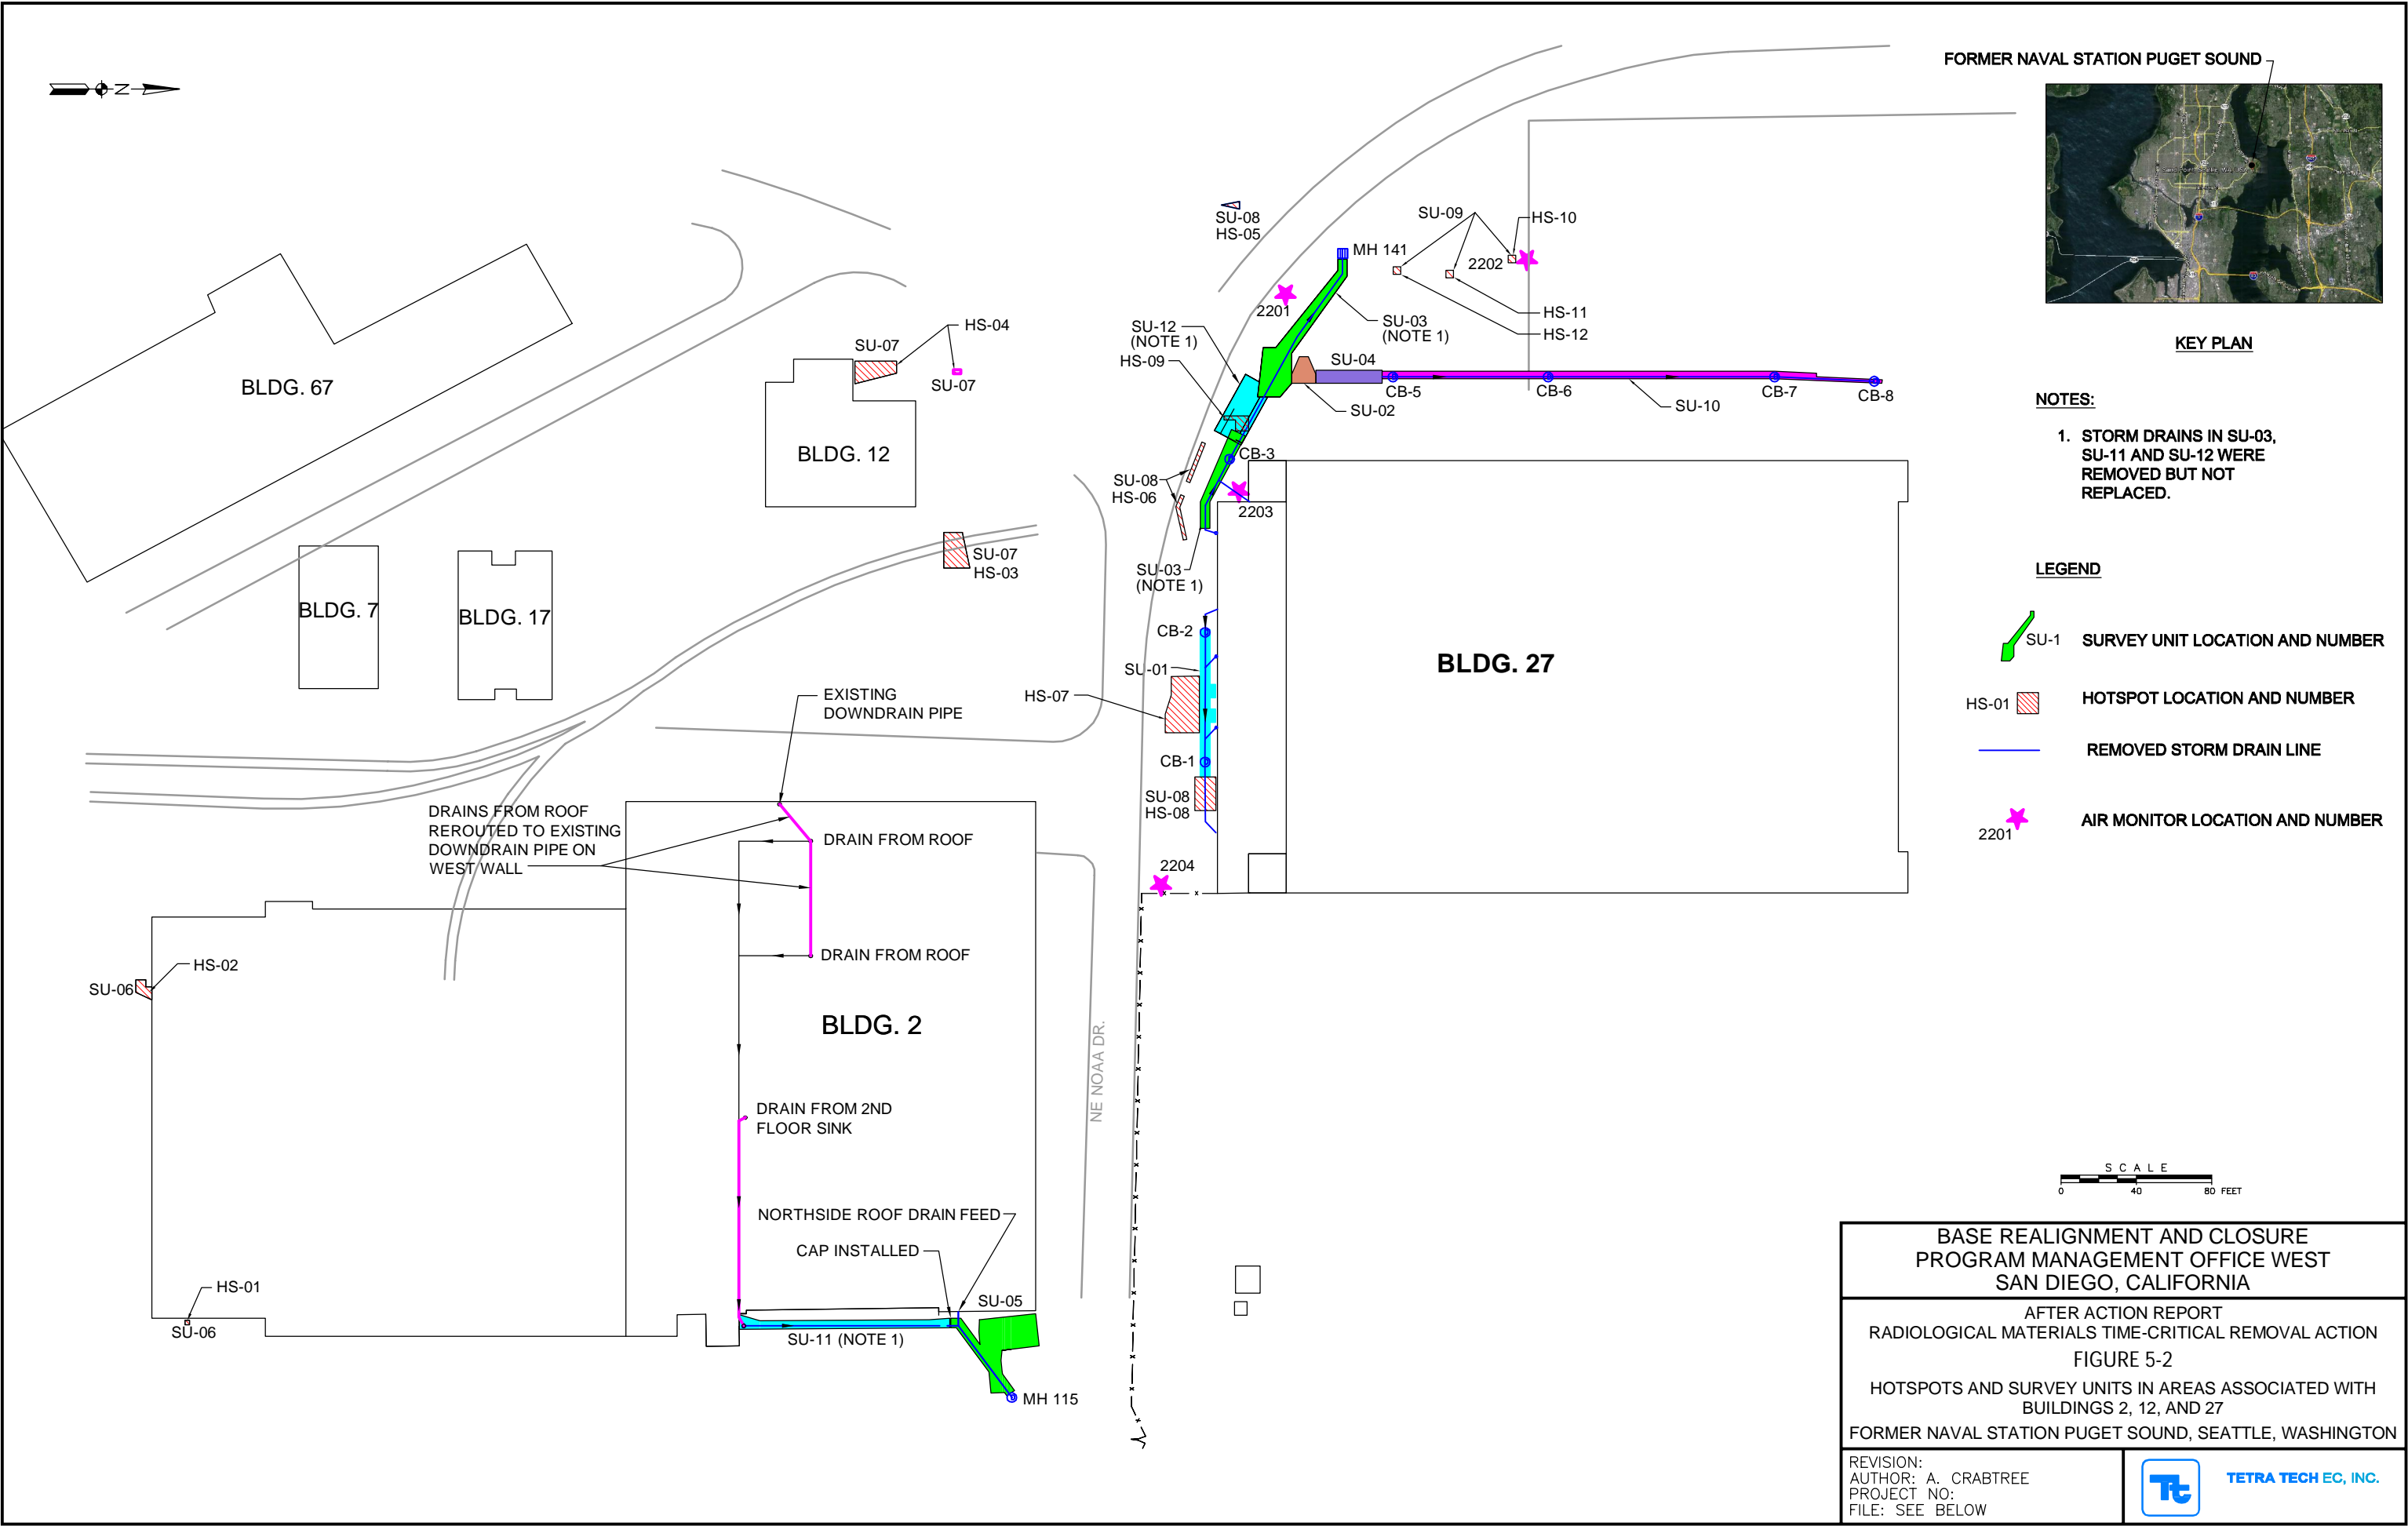 N
FORMER NAVAL STATION PUGET SOUND
KEY PLAN
NOTES:
1. STORM DRAINS IN SU-03,
SU-11 AND SU-12 WERE
REMOVED BUT NOT
REPLACED.
LEGEND
SU-1 SURVEY UNIT LOCATION AND NUMBER
HS-01 HOTSPOT LOCATION AND NUMBER
REMOVED STORM DRAIN LINE
2201 AIR MONITOR LOCATION AND NUMBER
SU-08
HS-05
SU-09
HS-10
MH 141
2202
2201
HS-11
HS-12
SU-03
(NOTE 1)
SU-12
(NOTE 1)
HS-09
SU-04
CB-5
CB-6
CB-7
CB-8
SU-02
SU-10
HS-04
SU-07
SU-07
BLDG. 67
BLDG. 12
CB-3
SU-08
HS-06
2203
SU-07
HS-03
SU-03
(NOTE 1)
BLDG. 7
BLDG. 17
CB-2
SU-01
BLDG. 27
HS-07
EXISTING
DOWNDRAIN PIPE
CB-1
SU-08
HS-08
DRAINS FROM ROOF
REROUTED TO EXISTING
DOWNDRAIN PIPE ON
WEST WALL
DRAIN FROM ROOF
2204
DRAIN FROM ROOF
HS-02
SU-06
BLDG. 2
NE NOAA DR.
DRAIN FROM 2ND
FLOOR SINK
NORTHSIDE ROOF DRAIN FEED
CAP INSTALLED
HS-01
SU-06
SU-05
SU-11 (NOTE 1)
MH 115
SCALE
0 40 80 FEET
BASE REALIGNMENT AND CLOSURE
PROGRAM MANAGEMENT OFFICE WEST
SAN DIEGO, CALIFORNIA
AFTER ACTION REPORT
RADIOLOGICAL MATERIALS TIME-CRITICAL REMOVAL ACTION
FIGURE 5-2
HOTSPOTS AND SURVEY UNITS IN AREAS ASSOCIATED WITH
BUILDINGS 2, 12, AND 27
FORMER NAVAL STATION PUGET SOUND, SEATTLE, WASHINGTON
REVISION:
AUTHOR: A. CRABTREE
PROJECT NO:
FILE: SEE BELOW
Tt
TETRA TECH EC, INC.